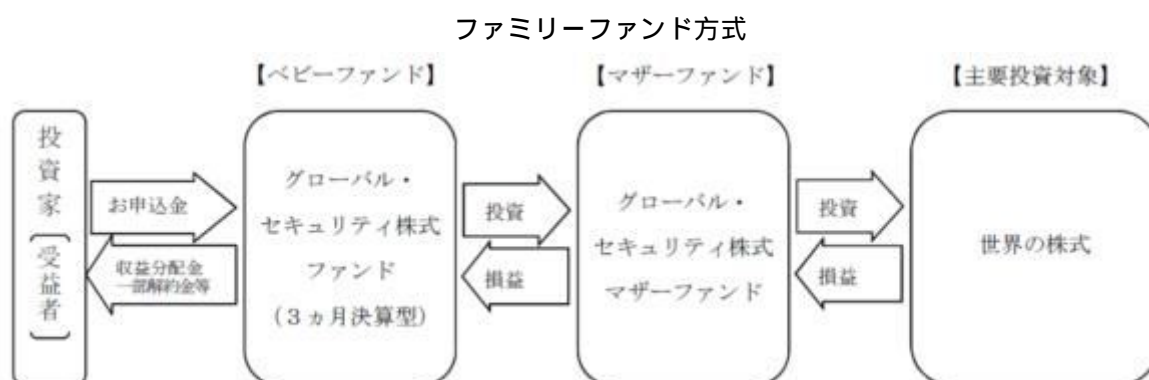 ファミリーファンド方式
【ベビーファンド】
【マザーファンド】
【主要投資対象】
投資家〔受益者〕
お申込金
収益分配金
一部解約金等
グローバル・
セキュリティ株式
ファンド
（３ヵ月決算型）
投資
損益
グローバル・
セキュリティ株式
マザーファンド
投資
損益
世界の株式